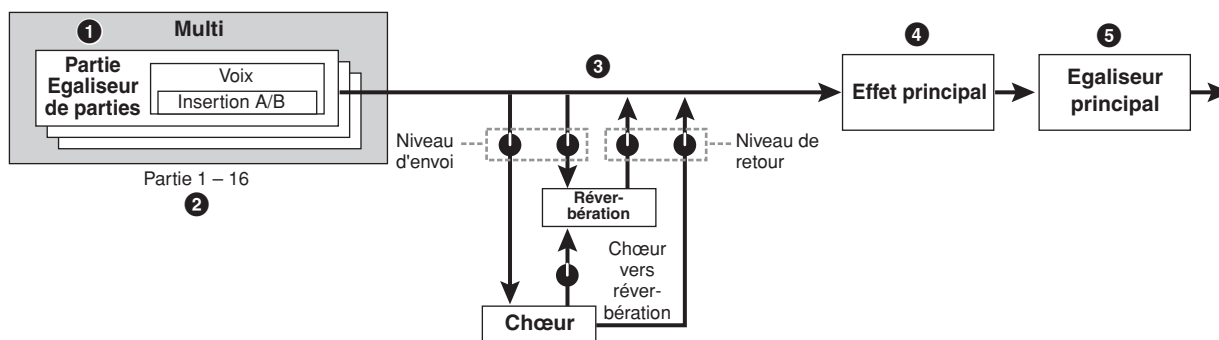 1
Multi
Partie
Egaliseur
de parties
Voix
Insertion A/B
Partie 1 – 16
2
3
Niveau
d'envoi
Niveau de
retour
Réver-
bération
Chœur
vers
réver-
bération
Chœur
4
Effet principal
5
Egaliseur
principal